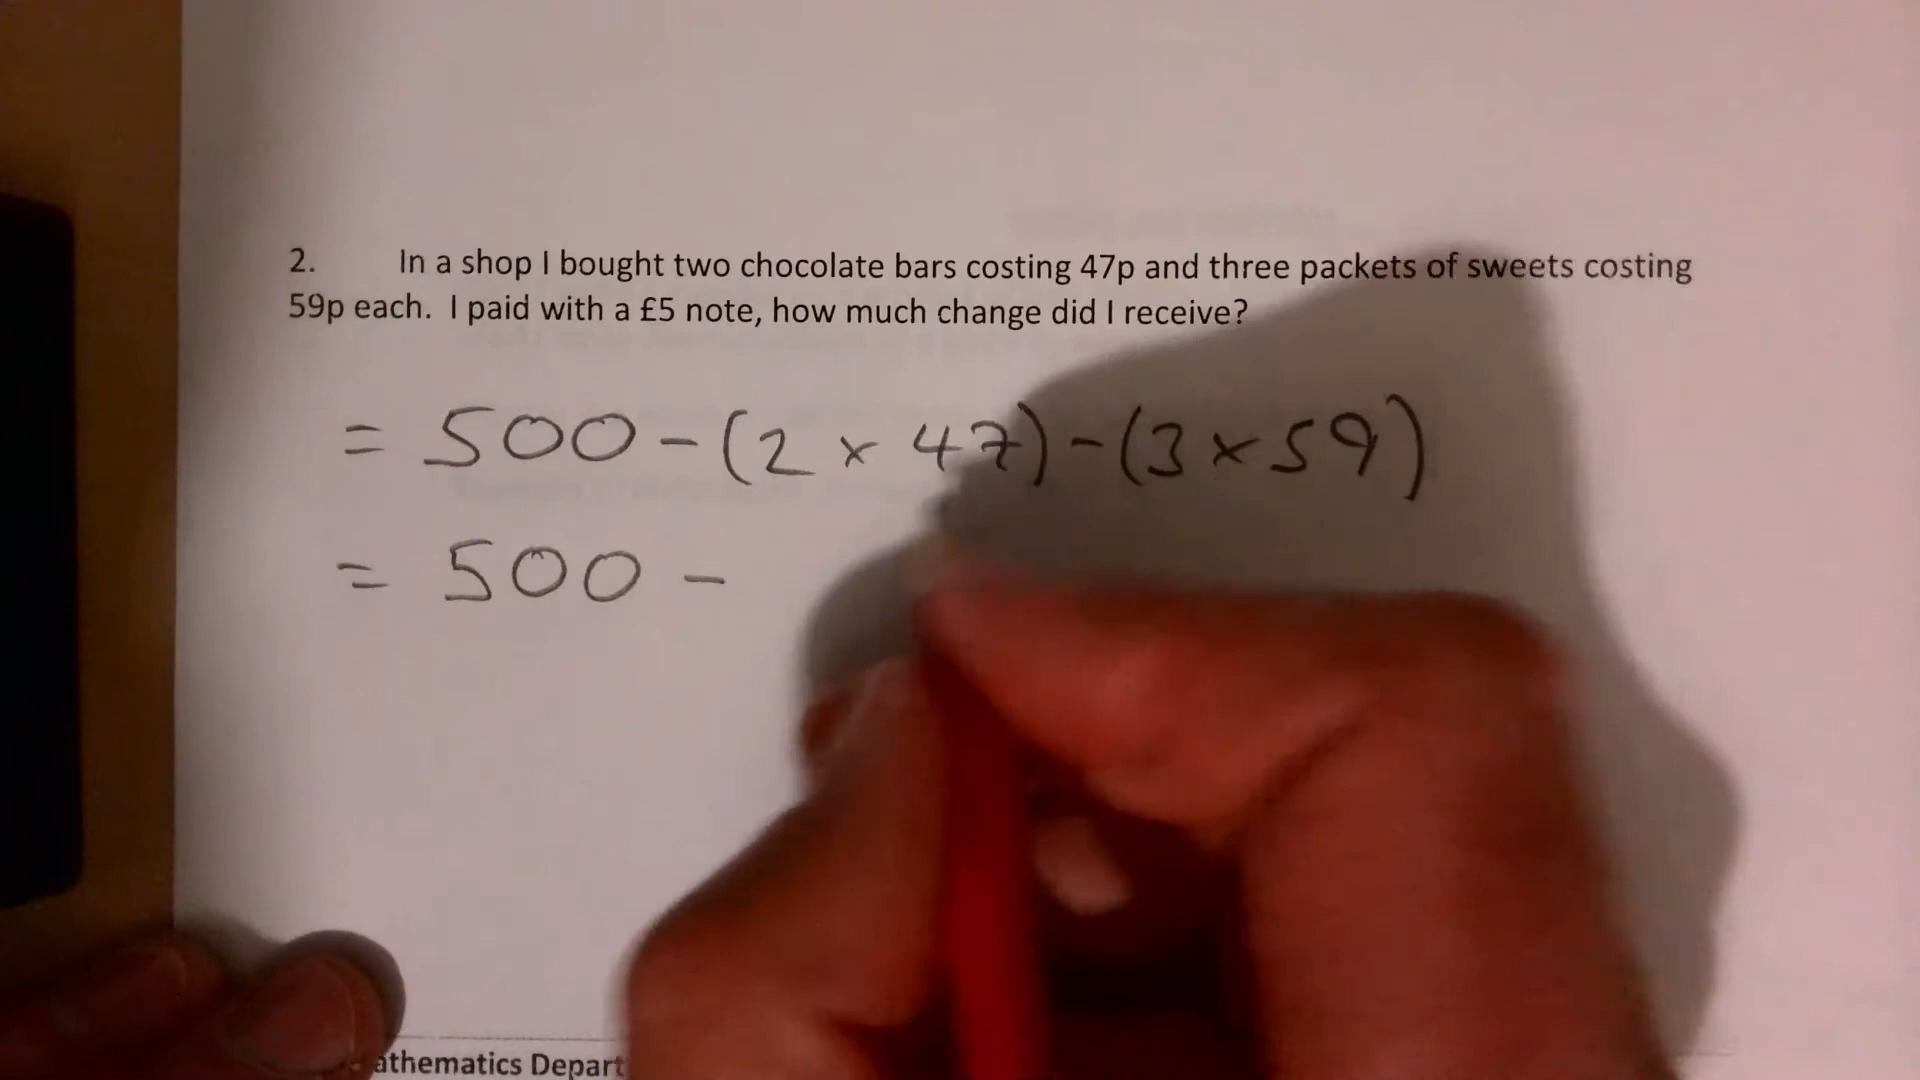 2. In a shop I bought two chocolate bars costing 47p and three packets of sweets costing
59p each. I paid with a £5 note, how much change did I receive?
= 500 - (2 × 47) - (3 × 59)
= 500 -
athematics Depart